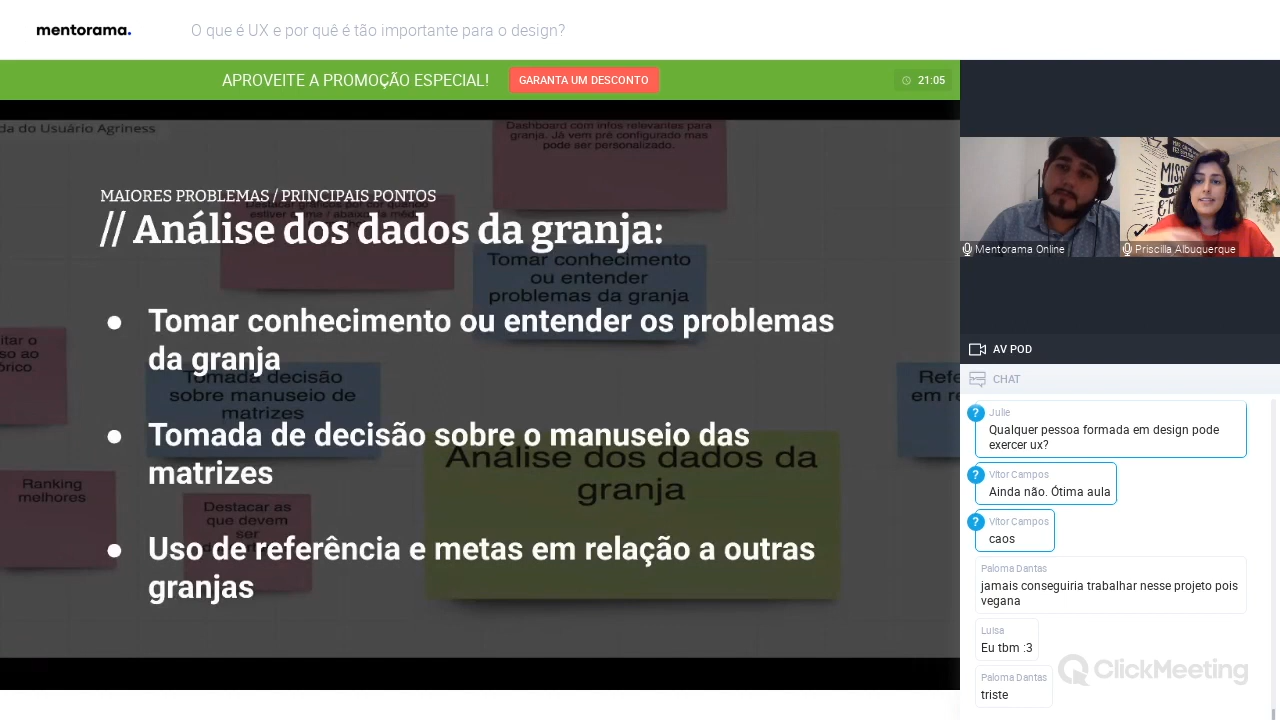 mentorama.
O que é UX e por quê é tão importante para o design?
APROVEITE A PROMOÇÃO ESPECIAL!
GARANTA UM DESCONTO
21:05
da do Usuário Agriness
Dashboard com infos relevantes para
granja. Já vem pré configurado mas
pode ser personalizado.
MAIORES PROBLEMAS / PRINCIPAIS PONTOS
// Análise dos dados da granja:
Tomar conhecimento
ou entender
problemas da granja
● Tomar conhecimento ou entender os problemas
da granja
Tomada decisão
sobre manuseio de
matrizes
● Tomada de decisão sobre o manuseio das
matrizes
Análise dos dados da
granja
Ranking
melhores
Destacar as
que devem
ser
● Uso de referência e metas em relação a outras
granjas
Mentorama Online
Priscilla Albuquerque
AV POD
CHAT
? Julie
Qualquer pessoa formada em design pode
exercer ux?
? Vítor Campos
Ainda não. Ótima aula
? Vítor Campos
caos
Paloma Dantas
jamais conseguiria trabalhar nesse projeto pois
vegana
Luisa
Eu tbm :3
Paloma Dantas
triste
ClickMeeting